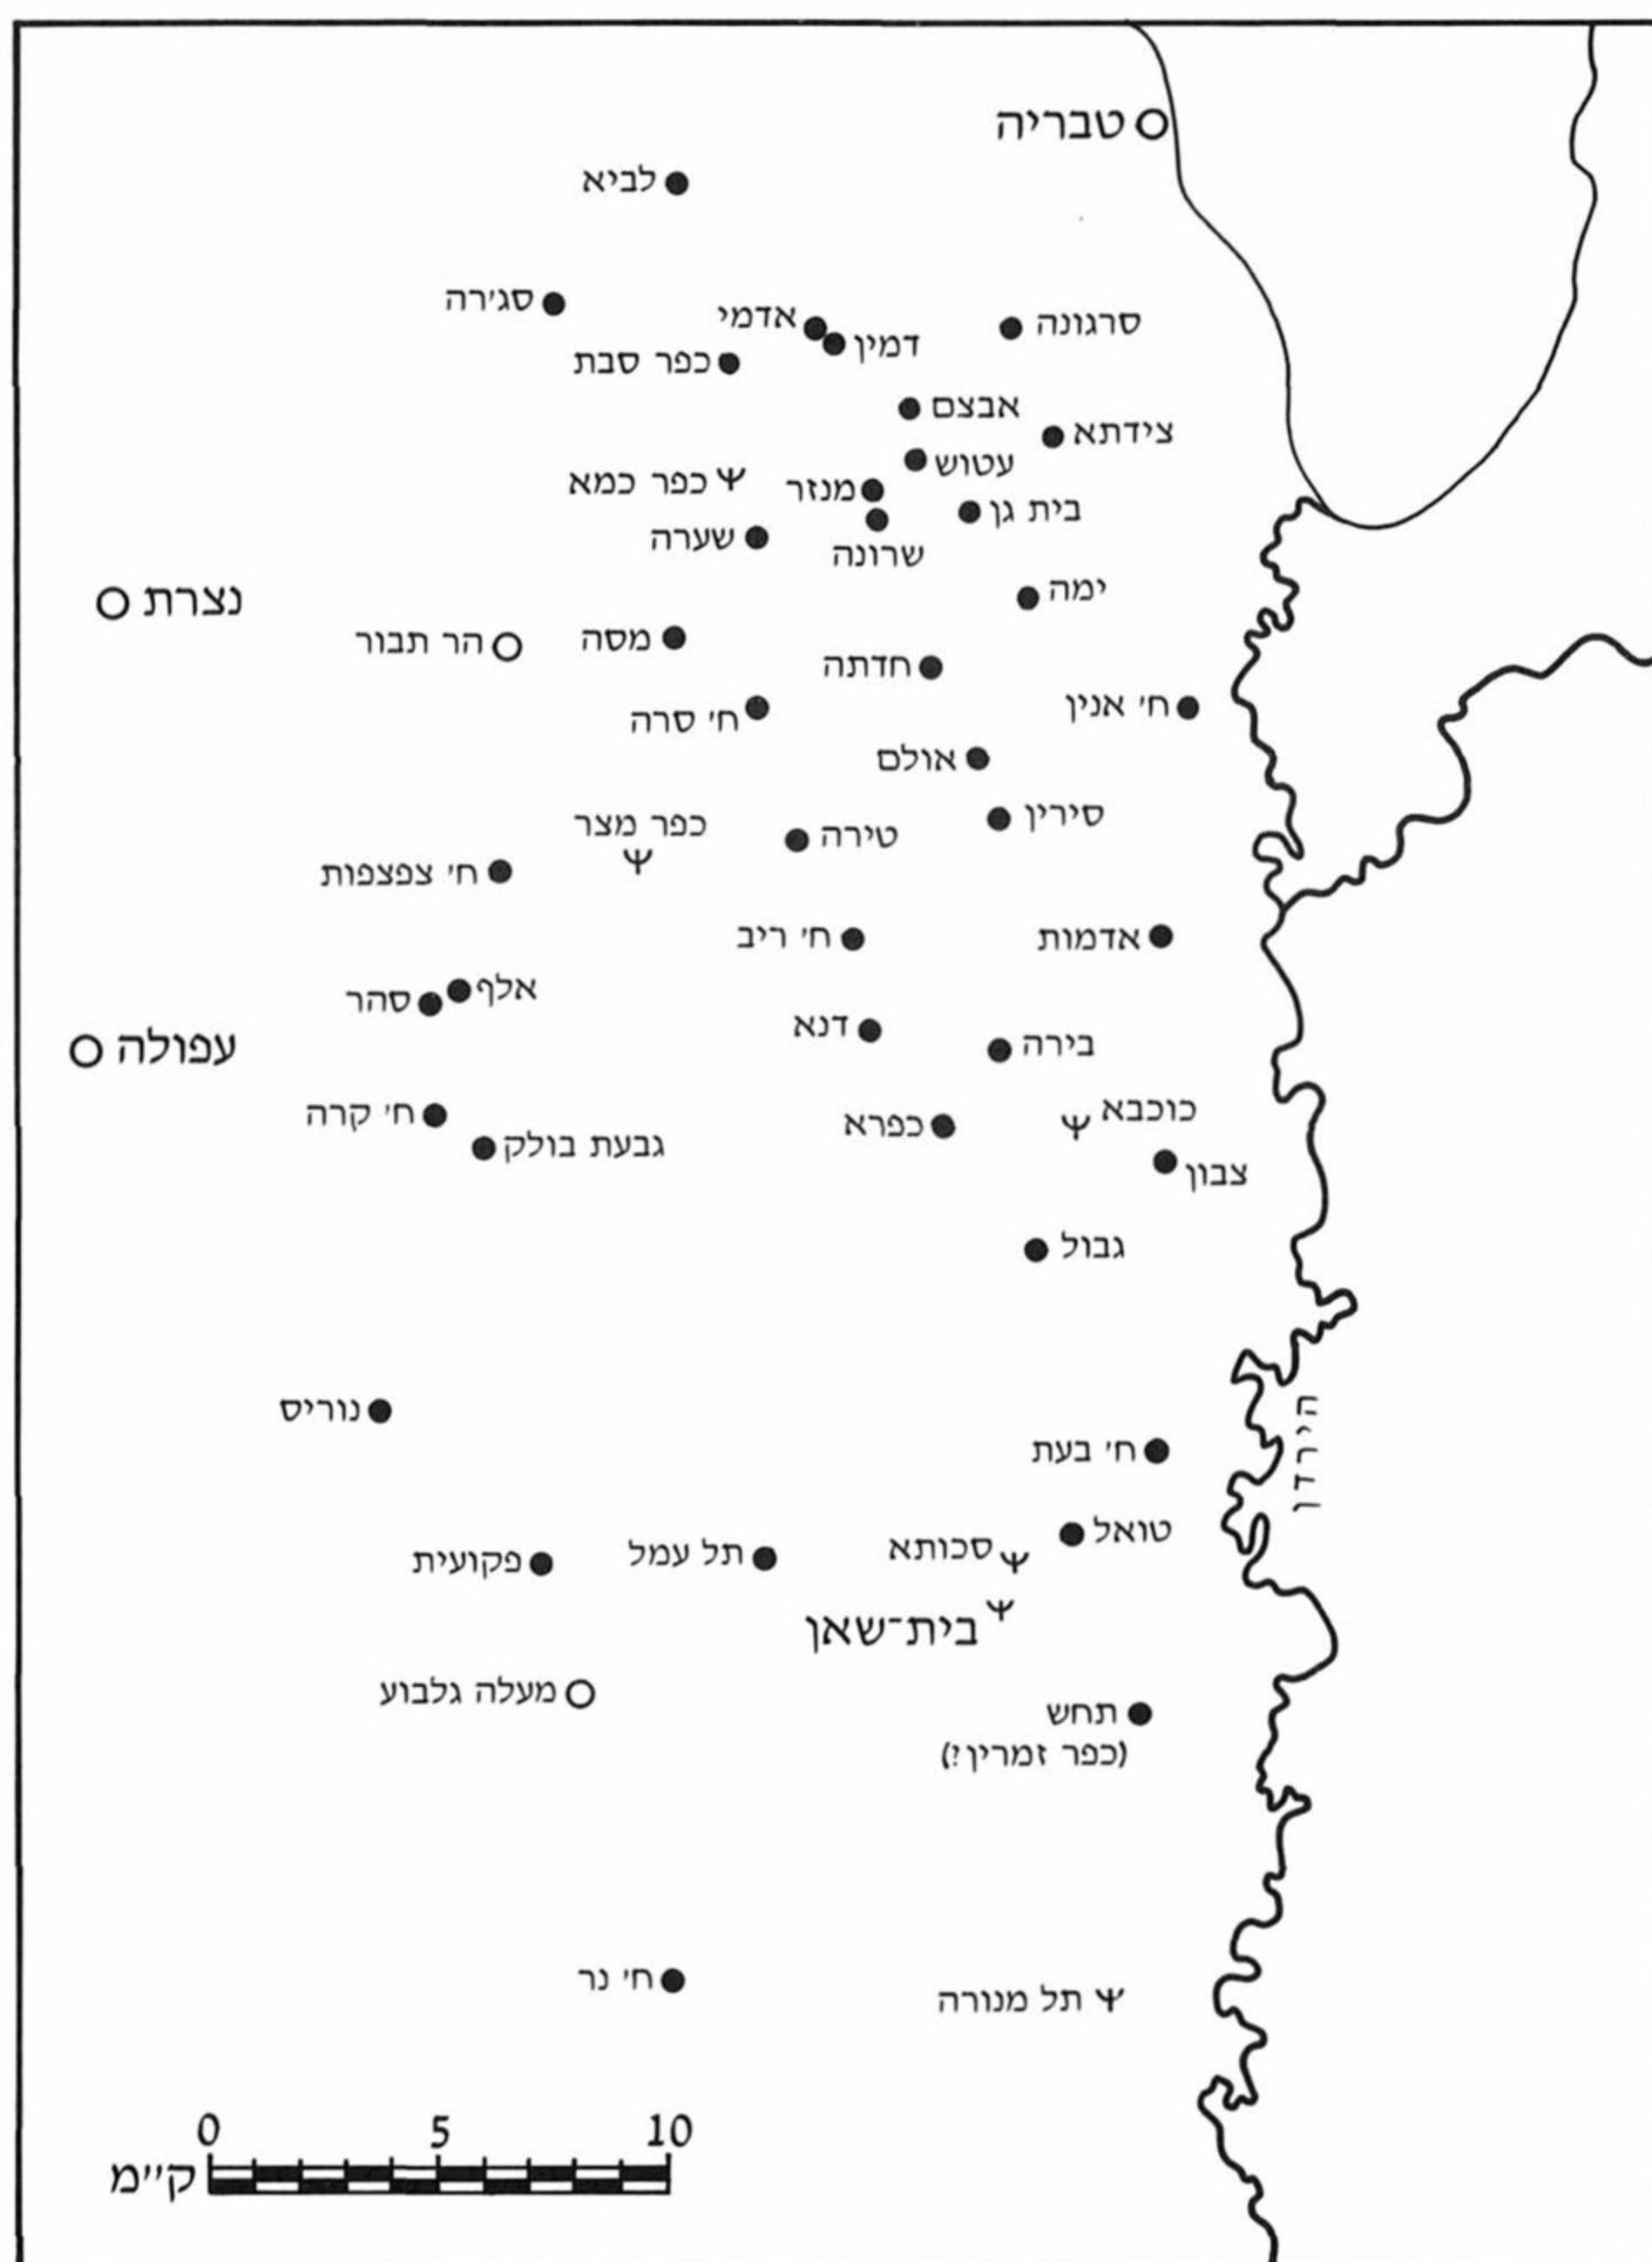 טבריה
לביא
סג'רה
אדמי
דמין
סרגונה
כפר סבת
אבצם
צידתא
עטוש
כפר כמא
מנזר
בית גן
שערה
שרונה
ימה
נצרת
הר תבור
מסה
חדתה
ח' אנין
ח' סרה
אולם
סירין
כפר מצר
טירה
ח' צפצפות
ח' ריב
אדמות
אלף
סהר
דנא
בירה
עפולה
ח' קרה
כפרא
כוכבא
גבעת בולק
צבון
גבול
נוריס
הירדן
ח' בעת
טואל
סכותא
תל עמל
פקועית
בית־שאן
מעלה גלבוע
תחש
(כפר זמרין?)
ח' נר
תל מנורה
0 5 10
ק"מ